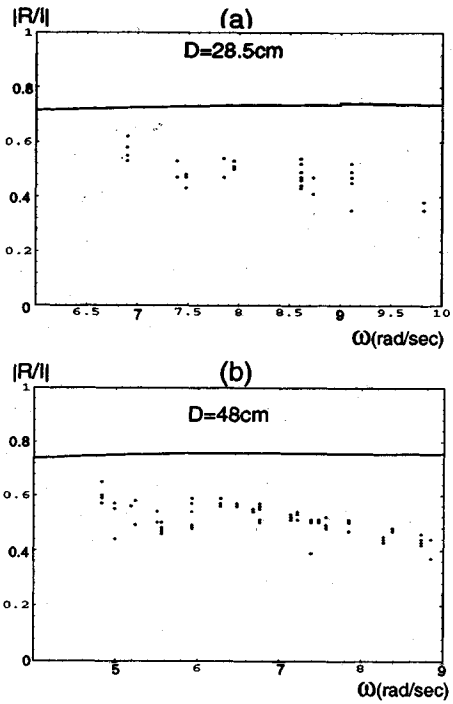 |R/I| (a)
1
D=28.5cm
0.8
0.6
0.4
0.2
0
6.5 7 7.5 8 8.5 9 9.5 10
ω(rad/sec)
|R/I| (b)
1
D=48cm
0.8
0.6
0.4
0.2
0
5 6 7 8 9
ω(rad/sec)